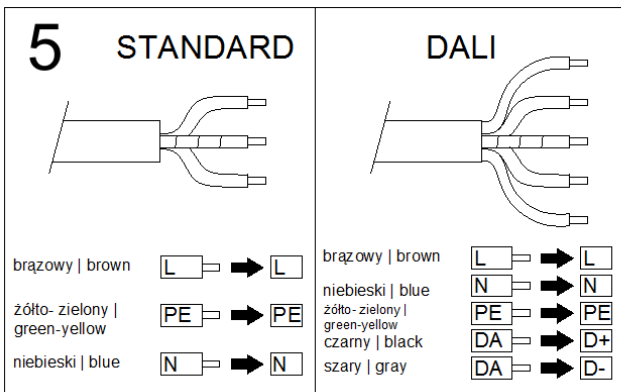 5 STANDARD
brązowy | brown L L
żółto- zielony |
green-yellow PE PE
niebieski | blue N N
DALI
brązowy | brown L L
niebieski | blue N N
żółto- zielony |
green-yellow PE PE
czarny | black DA D+
szary | gray DA D-